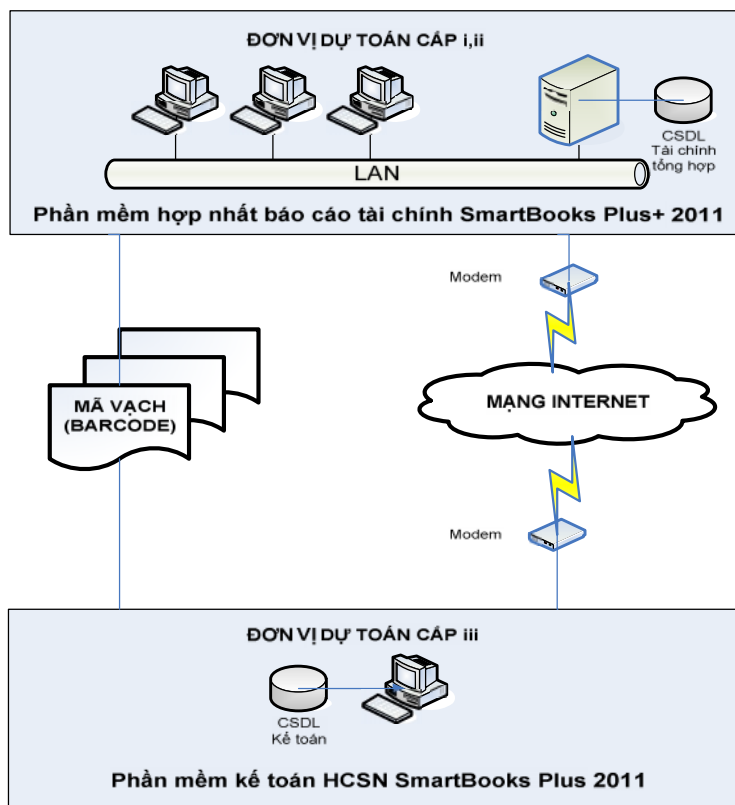 ĐƠN VỊ DỰ TOÁN CẤP i,ii
CSDL
Tài chính
tổng hợp
LAN
Phần mềm hợp nhất báo cáo tài chính SmartBooks Plus+ 2011
Modem
MÃ VẠCH
(BARCODE)
MẠNG INTERNET
Modem
ĐƠN VỊ DỰ TOÁN CẤP iii
CSDL
Kế toán
Phần mềm kế toán HCSN SmartBooks Plus 2011